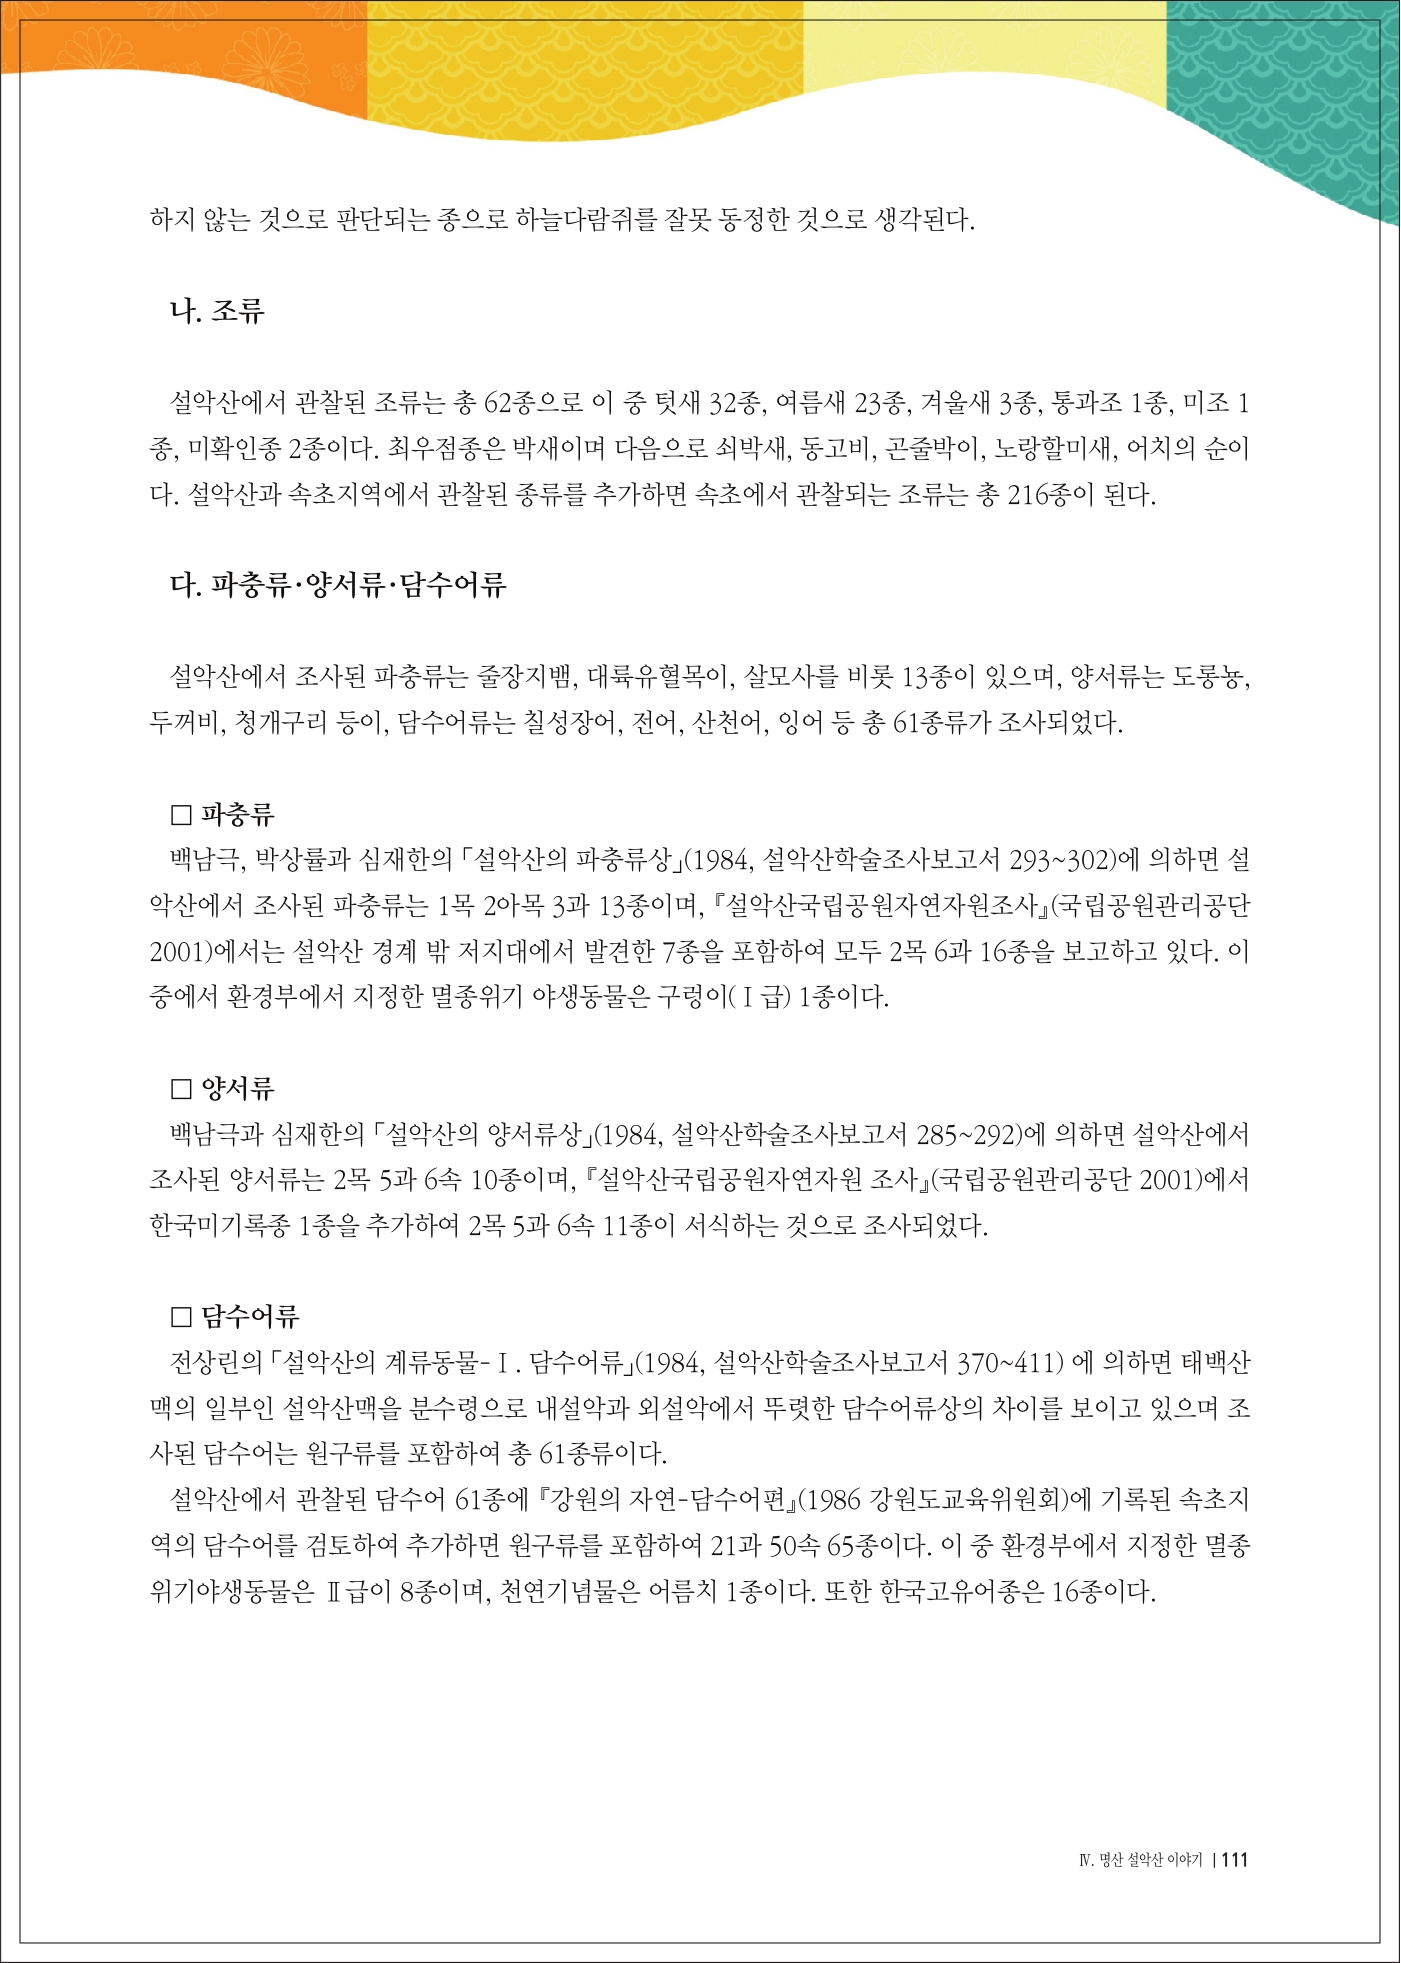 하지 않는 것으로 판단되는 종으로 하늘다람쥐를 잘못 동정한 것으로 생각된다.
나. 조류
설악산에서 관찰된 조류는 총 62종으로 이 중 텃새 32종, 여름새 23종, 겨울새 3종, 통과조 1종, 미조 1
종, 미확인종 2종이다. 최우점종은 박새이며 다음으로 쇠박새, 동고비, 곤줄박이, 노랑할미새, 어치의 순이
다. 설악산과 속초지역에서 관찰된 종류를 추가하면 속초에서 관찰되는 조류는 총 216종이 된다.
다. 파충류·양서류·담수어류
설악산에서 조사된 파충류는 줄장지뱀, 대륙유혈목이, 살모사를 비롯 13종이 있으며, 양서류는 도롱뇽,
두꺼비, 청개구리 등이, 담수어류는 칠성장어, 전어, 산천어, 잉어 등 총 61종류가 조사되었다.
□ 파충류
백남극, 박상률과 심재한의 「설악산의 파충류상」(1984, 설악산학술조사보고서 293~302)에 의하면 설
악산에서 조사된 파충류는 1목 2아목 3과 13종이며, 『설악산국립공원자연자원조사』(국립공원관리공단
2001)에서는 설악산 경계 밖 저지대에서 발견한 7종을 포함하여 모두 2목 6과 16종을 보고하고 있다. 이
중에서 환경부에서 지정한 멸종위기 야생동물은 구렁이(Ⅰ급) 1종이다.
□ 양서류
백남극과 심재한의 「설악산의 양서류상」(1984, 설악산학술조사보고서 285~292)에 의하면 설악산에서
조사된 양서류는 2목 5과 6속 10종이며, 『설악산국립공원자연자원 조사』(국립공원관리공단 2001)에서
한국미기록종 1종을 추가하여 2목 5과 6속 11종이 서식하는 것으로 조사되었다.
□ 담수어류
전상린의 「설악산의 계류동물-Ⅰ. 담수어류」(1984, 설악산학술조사보고서 370~411) 에 의하면 태백산
맥의 일부인 설악산맥을 분수령으로 내설악과 외설악에서 뚜렷한 담수어류상의 차이를 보이고 있으며 조
사된 담수어는 원구류를 포함하여 총 61종류이다.
설악산에서 관찰된 담수어 61종에 『강원의 자연-담수어편』(1986 강원도교육위원회)에 기록된 속초지
역의 담수어를 검토하여 추가하면 원구류를 포함하여 21과 50속 65종이다. 이 중 환경부에서 지정한 멸종
위기야생동물은 Ⅱ급이 8종이며, 천연기념물은 어름치 1종이다. 또한 한국고유어종은 16종이다.
Ⅳ. 명산 설악산 이야기 | 111